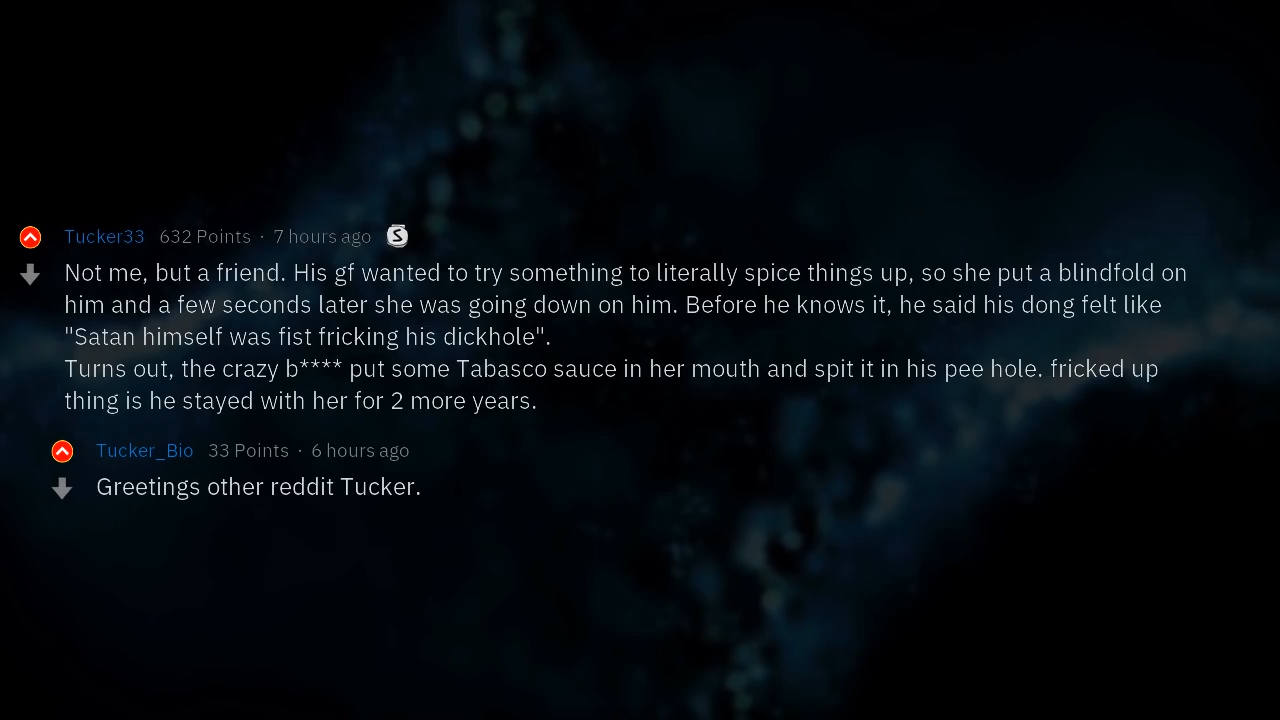 Tucker33 632 Points · 7 hours ago S
Not me, but a friend. His gf wanted to try something to literally spice things up, so she put a blindfold on
him and a few seconds later she was going down on him. Before he knows it, he said his dong felt like
"Satan himself was fist fricking his dickhole".
Turns out, the crazy b**** put some Tabasco sauce in her mouth and spit it in his pee hole. fricked up
thing is he stayed with her for 2 more years.
Tucker_Bio 33 Points · 6 hours ago
Greetings other reddit Tucker.